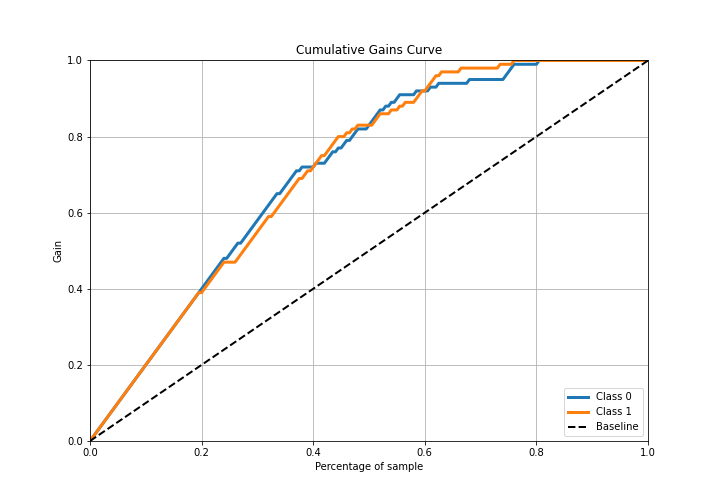 Cumulative Gains Curve
1.0
0.8
0.6
0.4
0.2
0.0
Gain
0.0 0.2 0.4 0.6 0.8 1.0
Percentage of sample
Class 0
Class 1
Baseline